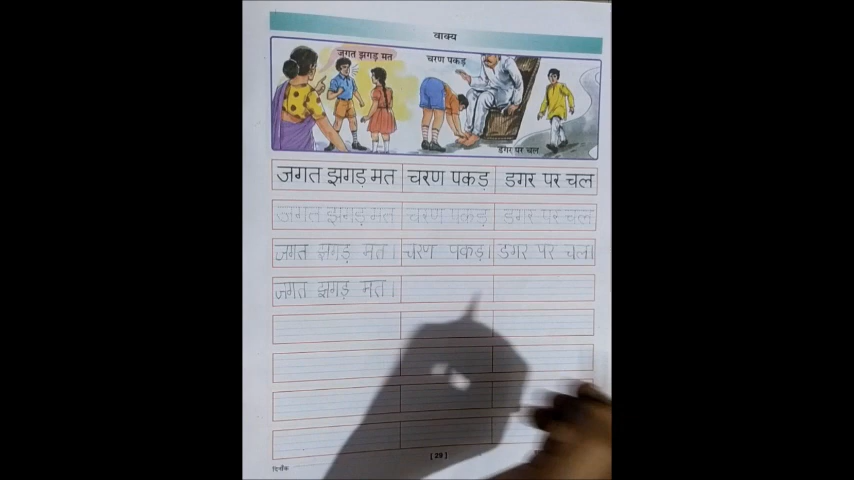 वाक्य
जगत झगड़ मत
चरण पकड़
डगर पर चल
जगत झगड़ मत चरण पकड़ डगर पर चल
जगत झगड़ मत चरण पकड़ डगर पर चल
जगत झगड़ मत। चरण पकड़। डगर पर चल।
जगत झगड़ मत।
[ 29 ]
दिनाँक